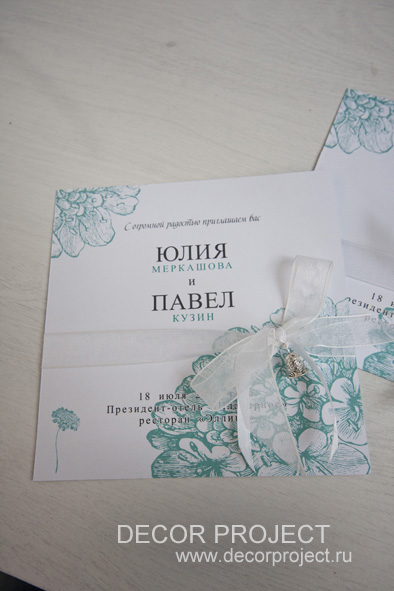 С огромной радостью приглашаем вас
ЮЛИЯ
МЕРКАШОВА
и
ПАВЕЛ
КУЗИН
18 июля
Президент-отель
ресторан
18 и
DECOR PROJECT
www.decorproject.ru